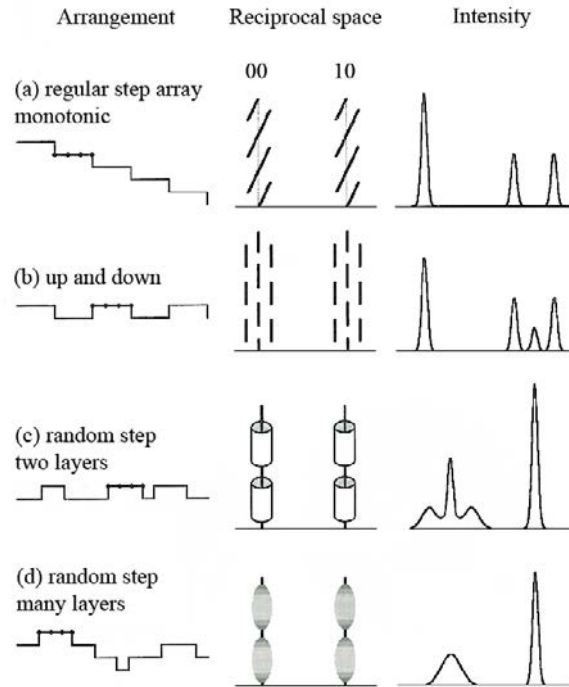 Arrangement Reciprocal space Intensity
00 10
(a) regular step array
monotonic
(b) up and down
(c) random step
two layers
(d) random step
many layers